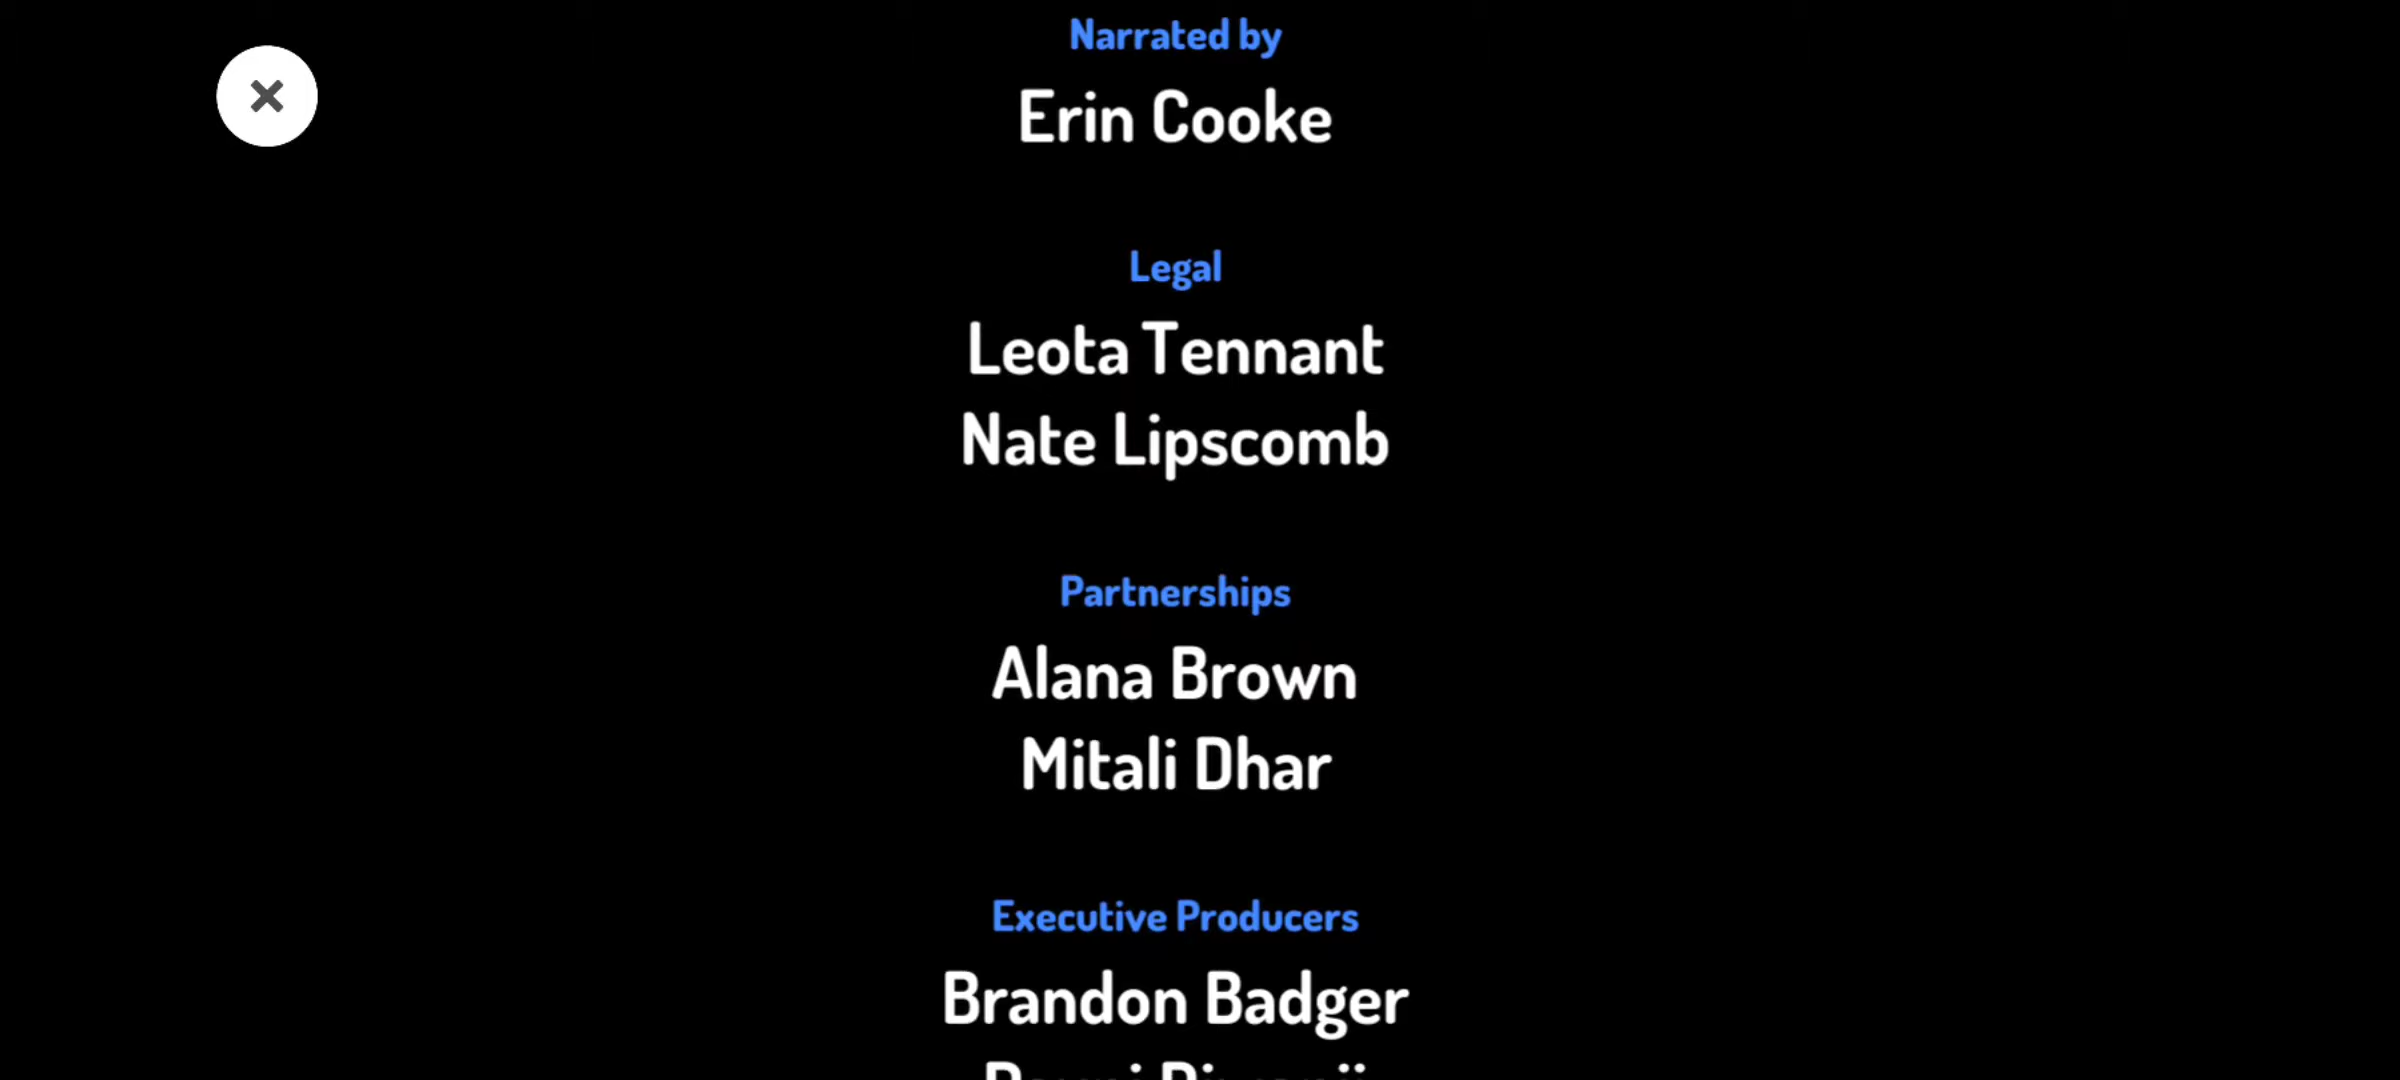 Narrated by
Erin Cooke
Legal
Leota Tennant
Nate Lipscomb
Partnerships
Alana Brown
Mitali Dhar
Executive Producers
Brandon Badger